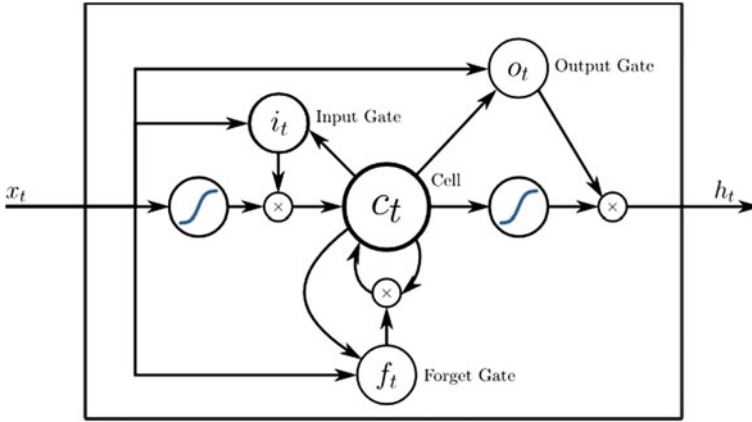 o_t Output Gate
i_t Input Gate
x_t
Cell
h_t
×
c_t
×
×
f_t Forget Gate